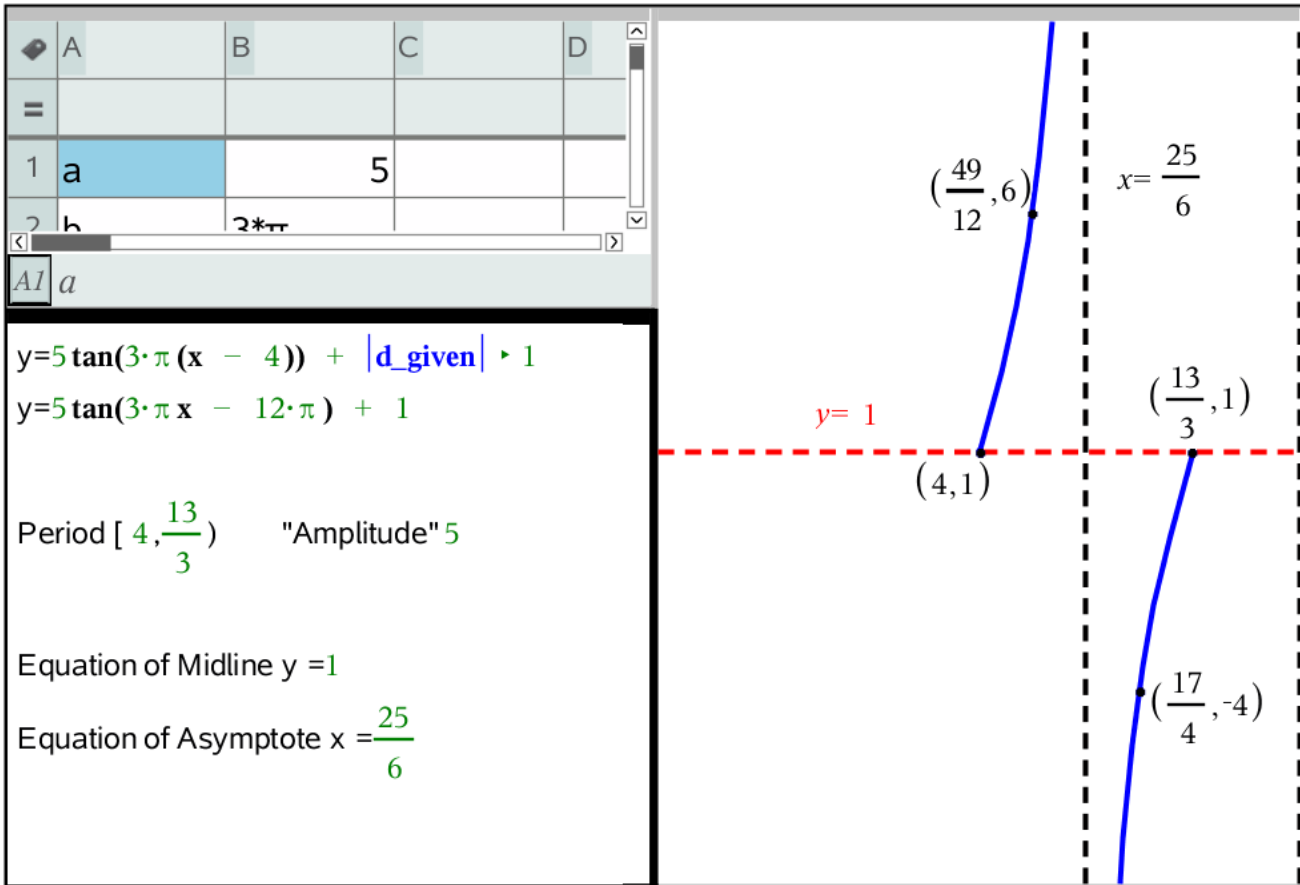 A B C D
=
1 a 5
2 b 3*π
A1 a
y=5 tan(3·π (x − 4)) + |d_given| ▸ 1
y=5 tan(3·π x − 12·π ) + 1
Period [ 4 , 13/3 ) "Amplitude" 5
Equation of Midline y =1
Equation of Asymptote x = 25/6
(49/12 ,6)
x= 25/6
y= 1
(13/3 ,1)
(4,1)
(17/4 ,-4)